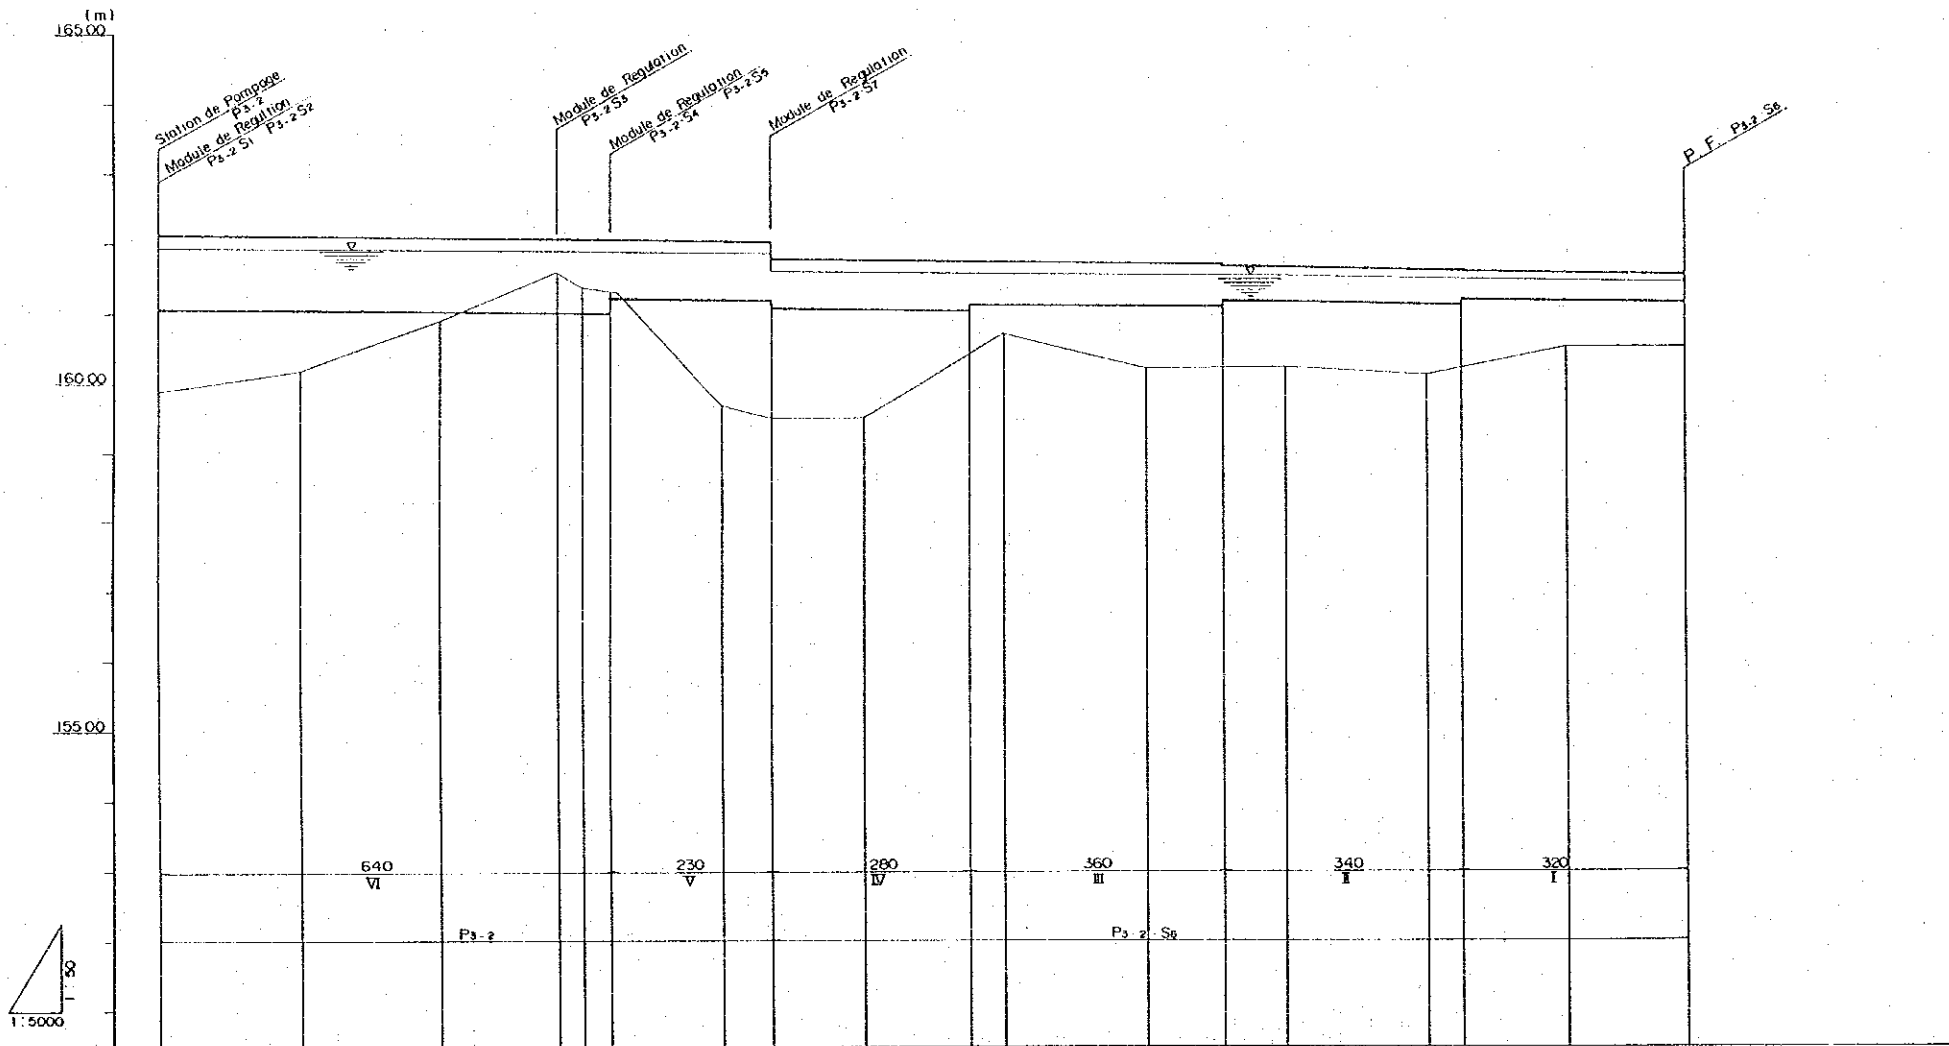 (m)
165.00
Station de Pompage
P3-2
Module de Regultion
P3-2 S1 P3-2 S2
Module de Regulation
P3-2 S3
Module de Regulation
P3-2-S4 P3-2 S5
Module de Regulation
P3-2-S7
P. F. P3-2 S6
160.00
155.00
640 230 280 360 340 320
VI V IV III II I
P3-2 P3-2-S6
1:50
1:5000